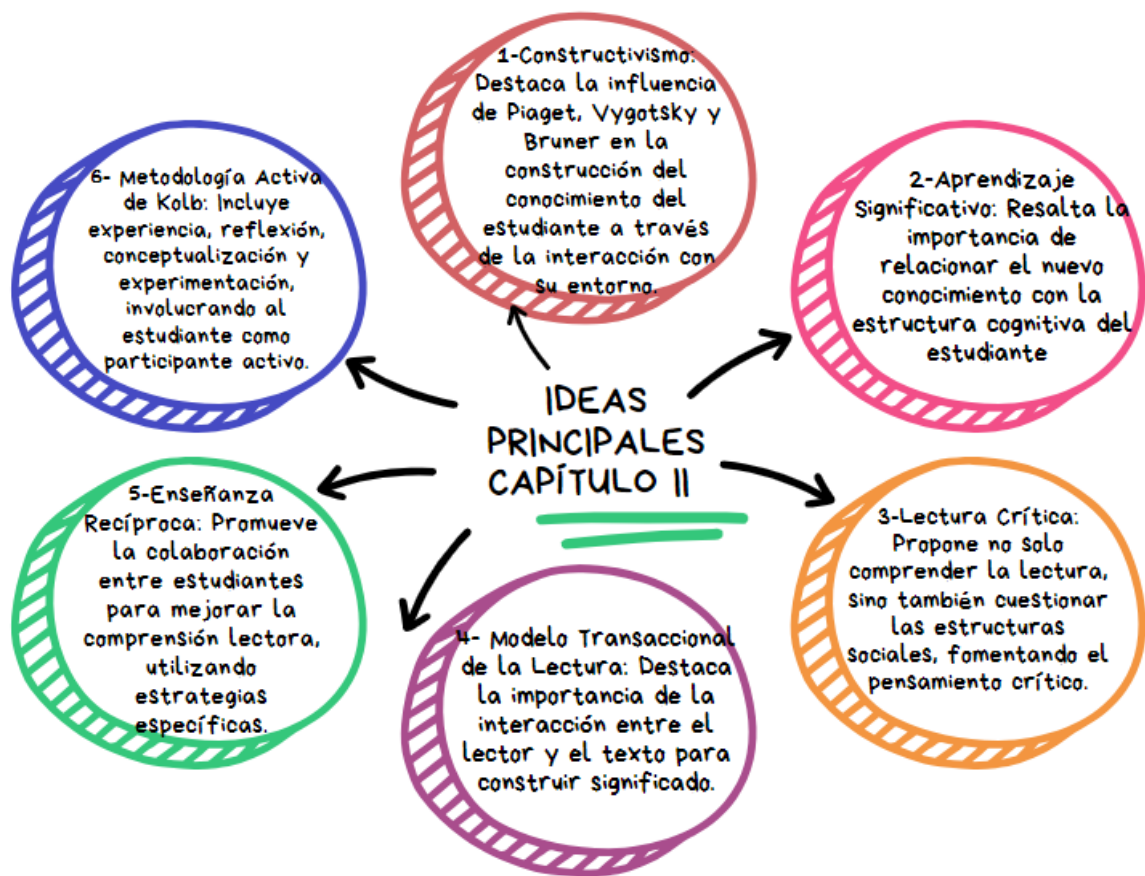 IDEAS
PRINCIPALES
CAPÍTULO II
1-Constructivismo:
Destaca la influencia
de Piaget, Vygotsky y
Bruner en la
construcción del
conocimiento del
estudiante a través
de la interacción con
su entorno.
2-Aprendizaje
Significativo: Resalta la
importancia de
relacionar el nuevo
conocimiento con la
estructura cognitiva del
estudiante
3-Lectura Crítica:
Propone no solo
comprender la lectura,
sino también cuestionar
las estructuras
sociales, fomentando el
pensamiento crítico.
4- Modelo Transaccional
de la Lectura: Destaca
la importancia de la
interacción entre el
lector y el texto para
construir significado.
5-Enseñanza
Recíproca: Promueve
la colaboración
entre estudiantes
para mejorar la
comprensión lectora,
utilizando
estrategias
específicas.
6- Metodología Activa
de Kolb: Incluye
experiencia, reflexión,
conceptualización y
experimentación,
involucrando al
estudiante como
participante activo.